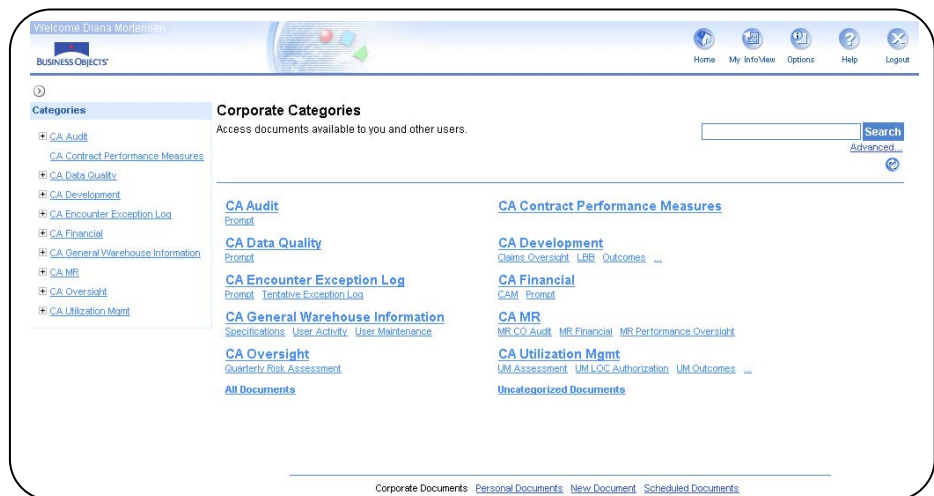 Welcome Diana Mortensen
BUSINESS OBJECTS
Home My InfoView Options Help Logout
Categories
CA Audit
CA Contract Performance Measures
CA Data Quality
CA Development
CA Encounter Exception Log
CA Financial
CA General Warehouse Information
CA MR
CA Oversight
CA Utilization Mgmt
Corporate Categories
Access documents available to you and other users.
Search
Advanced...
CA Audit
Prompt
CA Contract Performance Measures
CA Data Quality
Prompt
CA Development
Claims Oversight LBB Outcomes ...
CA Encounter Exception Log
Prompt Tentative Exception Log
CA Financial
CAM Prompt
CA General Warehouse Information
Specifications User Activity User Maintenance
CA MR
MR CO Audit MR Financial MR Performance Oversight
CA Oversight
Quarterly Risk Assessment
CA Utilization Mgmt
UM Assessment UM LOC Authorization UM Outcomes ...
All Documents
Uncategorized Documents
Corporate Documents Personal Documents New Document Scheduled Documents